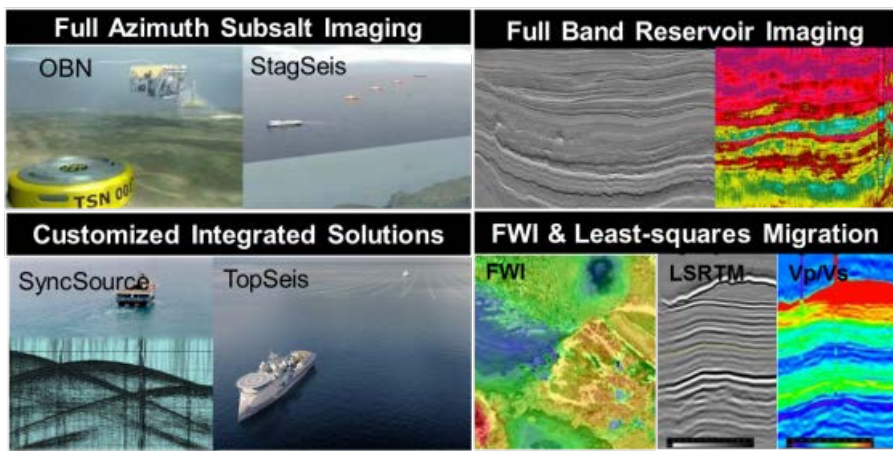 Full Azimuth Subsalt Imaging
OBN
StagSeis
TSN 00
Full Band Reservoir Imaging
Customized Integrated Solutions
SyncSource
TopSeis
FWI & Least-squares Migration
FWI
LSRTM
Vp/Vs